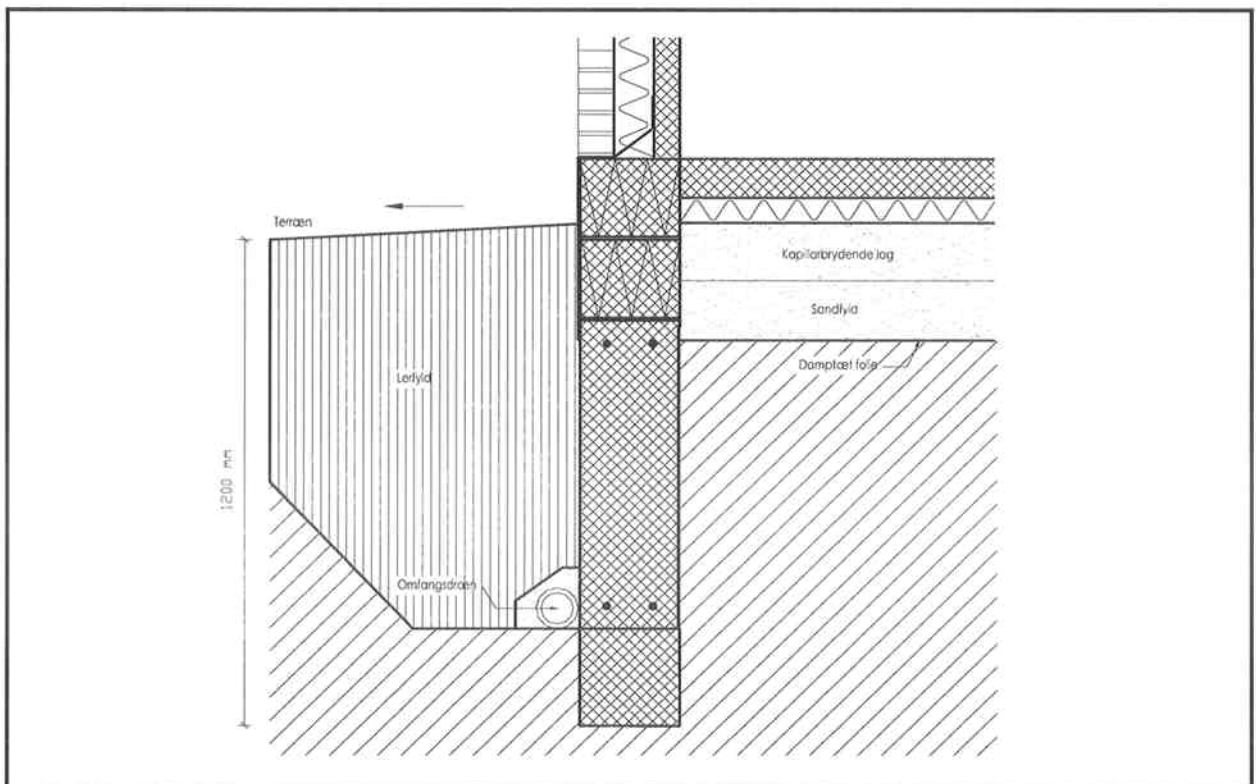 Terræn
Kapillarbrydende lag
Sandfyld
Damptæt folie
Lerfyld
1200 mm
Omfangsdræn